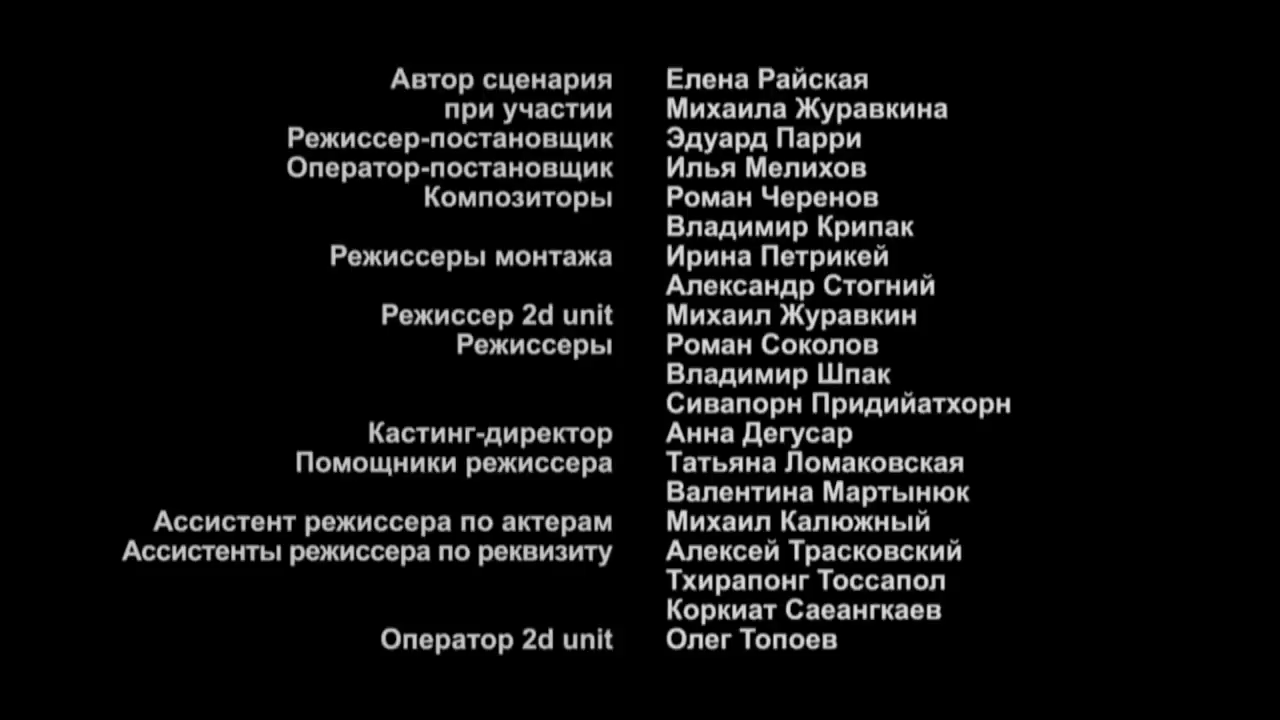 Автор сценария Елена Райская
при участии Михаила Журавкина
Режиссер-постановщик Эдуард Парри
Оператор-постановщик Илья Мелихов
Композиторы Роман Черенов
Владимир Крипак
Режиссеры монтажа Ирина Петрикей
Александр Стогний
Режиссер 2d unit Михаил Журавкин
Режиссеры Роман Соколов
Владимир Шпак
Сивапорн Придийатхорн
Кастинг-директор Анна Дегусар
Помощники режиссера Татьяна Ломаковская
Валентина Мартынюк
Ассистент режиссера по актерам Михаил Калюжный
Ассистенты режиссера по реквизиту Алексей Трасковский
Тхирапонг Тоссапол
Коркиат Саеангкаев
Оператор 2d unit Олег Топоев